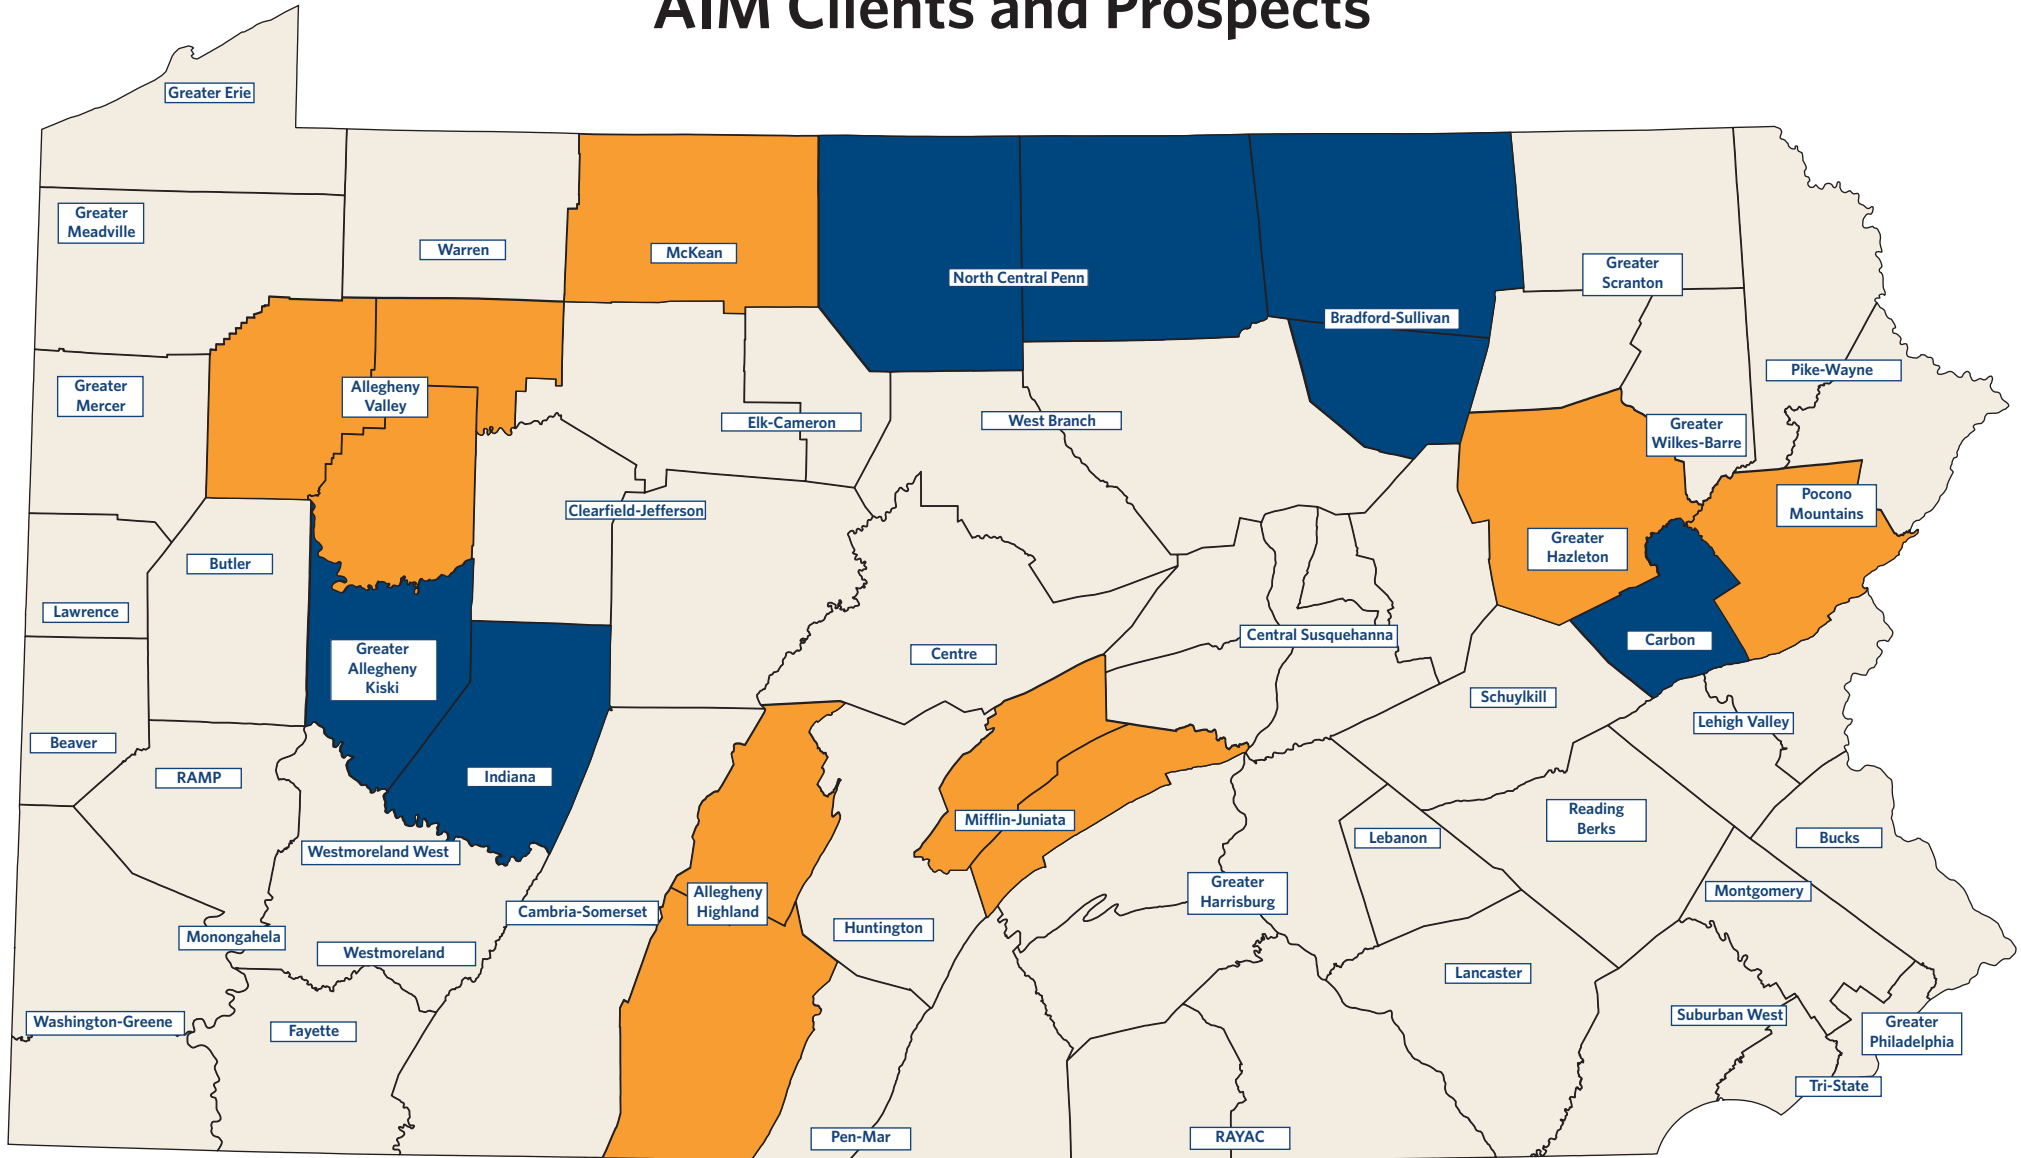 AIM Clients and Prospects
Greater Erie
Greater
Meadville
Warren
McKean
North Central Penn
Bradford-Sullivan
Greater
Scranton
Pike-Wayne
Greater
Mercer
Allegheny
Valley
Elk-Cameron
West Branch
Greater
Wilkes-Barre
Pocono
Mountains
Clearfield-Jefferson
Butler
Greater
Hazleton
Lawrence
Greater
Allegheny
Kiski
Centre
Central Susquehanna
Carbon
Schuylkill
Lehigh Valley
Beaver
RAMP
Indiana
Mifflin-Juniata
Reading
Berks
Lebanon
Bucks
Westmoreland West
Allegheny
Highland
Greater
Harrisburg
Montgomery
Cambria-Somerset
Huntington
Monongahela
Westmoreland
Lancaster
Washington-Greene
Fayette
Suburban West
Greater
Philadelphia
Tri-State
Pen-Mar
RAYAC